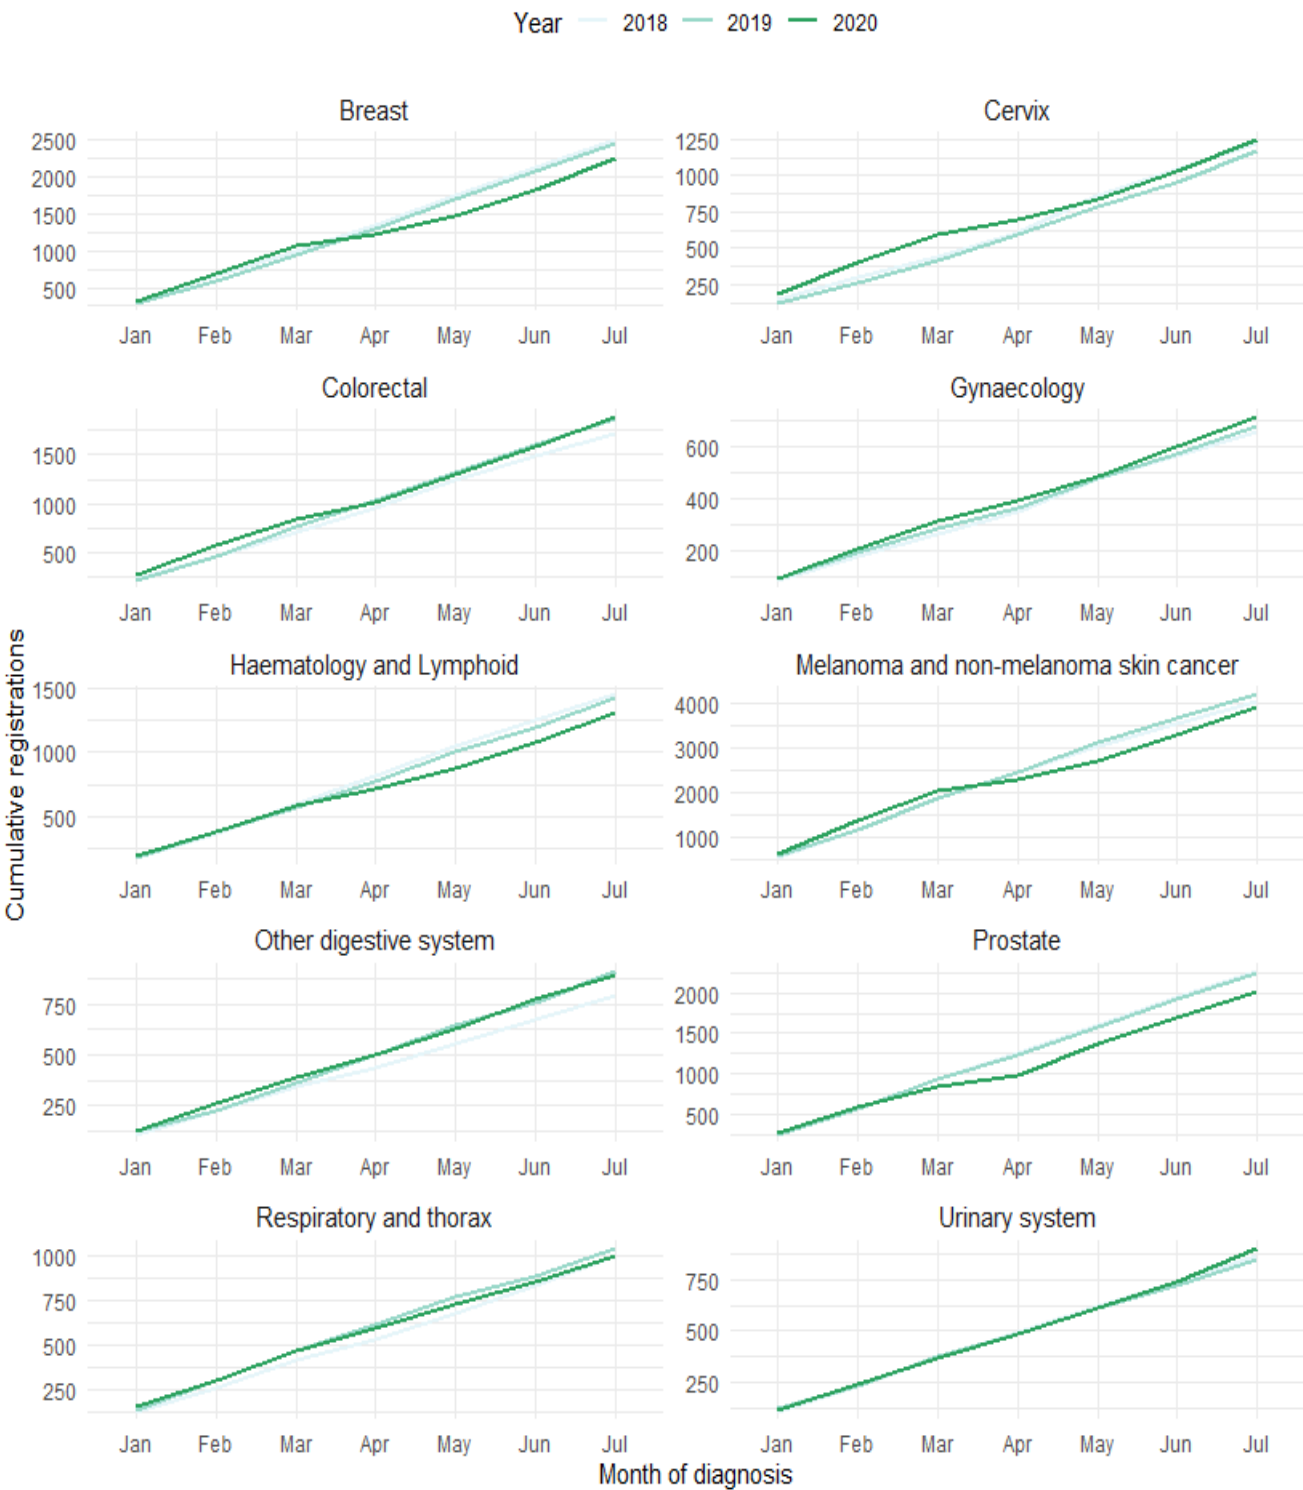 Year 2018 2019 2020
Breast
2500
2000
1500
1000
500
Jan Feb Mar Apr May Jun Jul
Cervix
1250
1000
750
500
250
Jan Feb Mar Apr May Jun Jul
Colorectal
1500
1000
500
Jan Feb Mar Apr May Jun Jul
Gynaecology
600
400
200
Jan Feb Mar Apr May Jun Jul
Haematology and Lymphoid
1500
1000
500
Jan Feb Mar Apr May Jun Jul
Melanoma and non-melanoma skin cancer
4000
3000
2000
1000
Jan Feb Mar Apr May Jun Jul
Other digestive system
750
500
250
Jan Feb Mar Apr May Jun Jul
Prostate
2000
1500
1000
500
Jan Feb Mar Apr May Jun Jul
Respiratory and thorax
1000
750
500
250
Jan Feb Mar Apr May Jun Jul
Urinary system
750
500
250
Jan Feb Mar Apr May Jun Jul
Cumulative registrations
Month of diagnosis